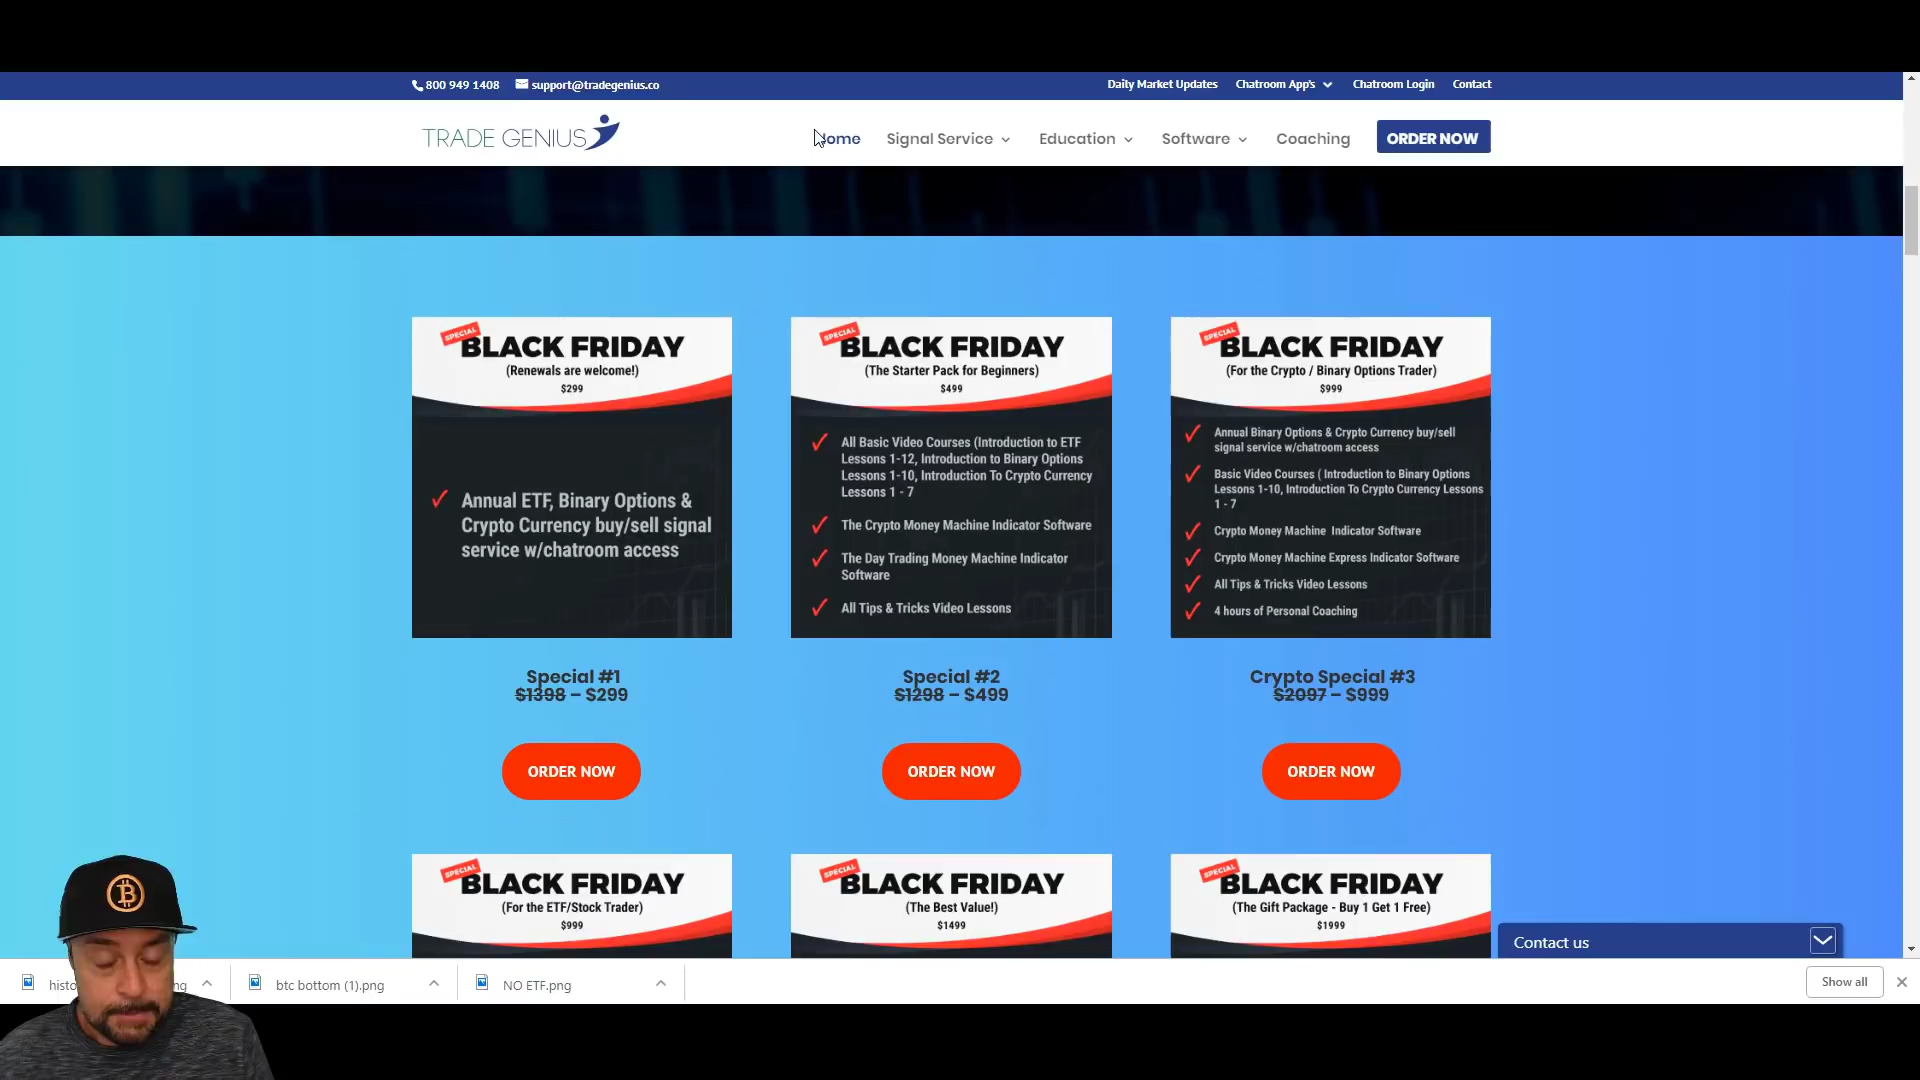 800 949 1408 support@tradegenius.co Daily Market Updates Chatroom App's Chatroom Login Contact
TRADE GENIUS Home Signal Service Education Software Coaching ORDER NOW
SPECIAL
BLACK FRIDAY
(Renewals are welcome!)
$299
Annual ETF, Binary Options &
Crypto Currency buy/sell signal
service w/chatroom access
Special #1
$1398 – $299
ORDER NOW
SPECIAL
BLACK FRIDAY
(The Starter Pack for Beginners)
$499
All Basic Video Courses (Introduction to ETF
Lessons 1-12, Introduction to Binary Options
Lessons 1-10, Introduction To Crypto Currency
Lessons 1 - 7
The Crypto Money Machine Indicator Software
The Day Trading Money Machine Indicator
Software
All Tips & Tricks Video Lessons
Special #2
$1298 – $499
ORDER NOW
SPECIAL
BLACK FRIDAY
(For the Crypto / Binary Options Trader)
$999
Annual Binary Options & Crypto Currency buy/sell
signal service w/chatroom access
Basic Video Courses ( Introduction to Binary Options
Lessons 1-10, Introduction To Crypto Currency Lessons
1 - 7
Crypto Money Machine Indicator Software
Crypto Money Machine Express Indicator Software
All Tips & Tricks Video Lessons
4 hours of Personal Coaching
Crypto Special #3
$2097 – $999
ORDER NOW
SPECIAL
BLACK FRIDAY
(For the ETF/Stock Trader)
$999
SPECIAL
BLACK FRIDAY
(The Best Value!)
$1499
SPECIAL
BLACK FRIDAY
(The Gift Package - Buy 1 Get 1 Free)
$1999
Contact us
btc bottom (1).png NO ETF.png Show all